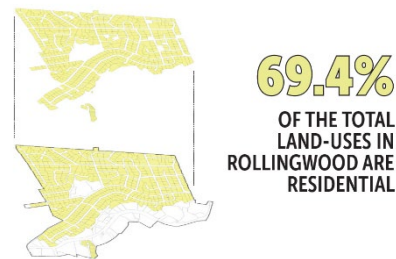 69.4%
OF THE TOTAL
LAND-USES IN
ROLLINGWOOD ARE
RESIDENTIAL